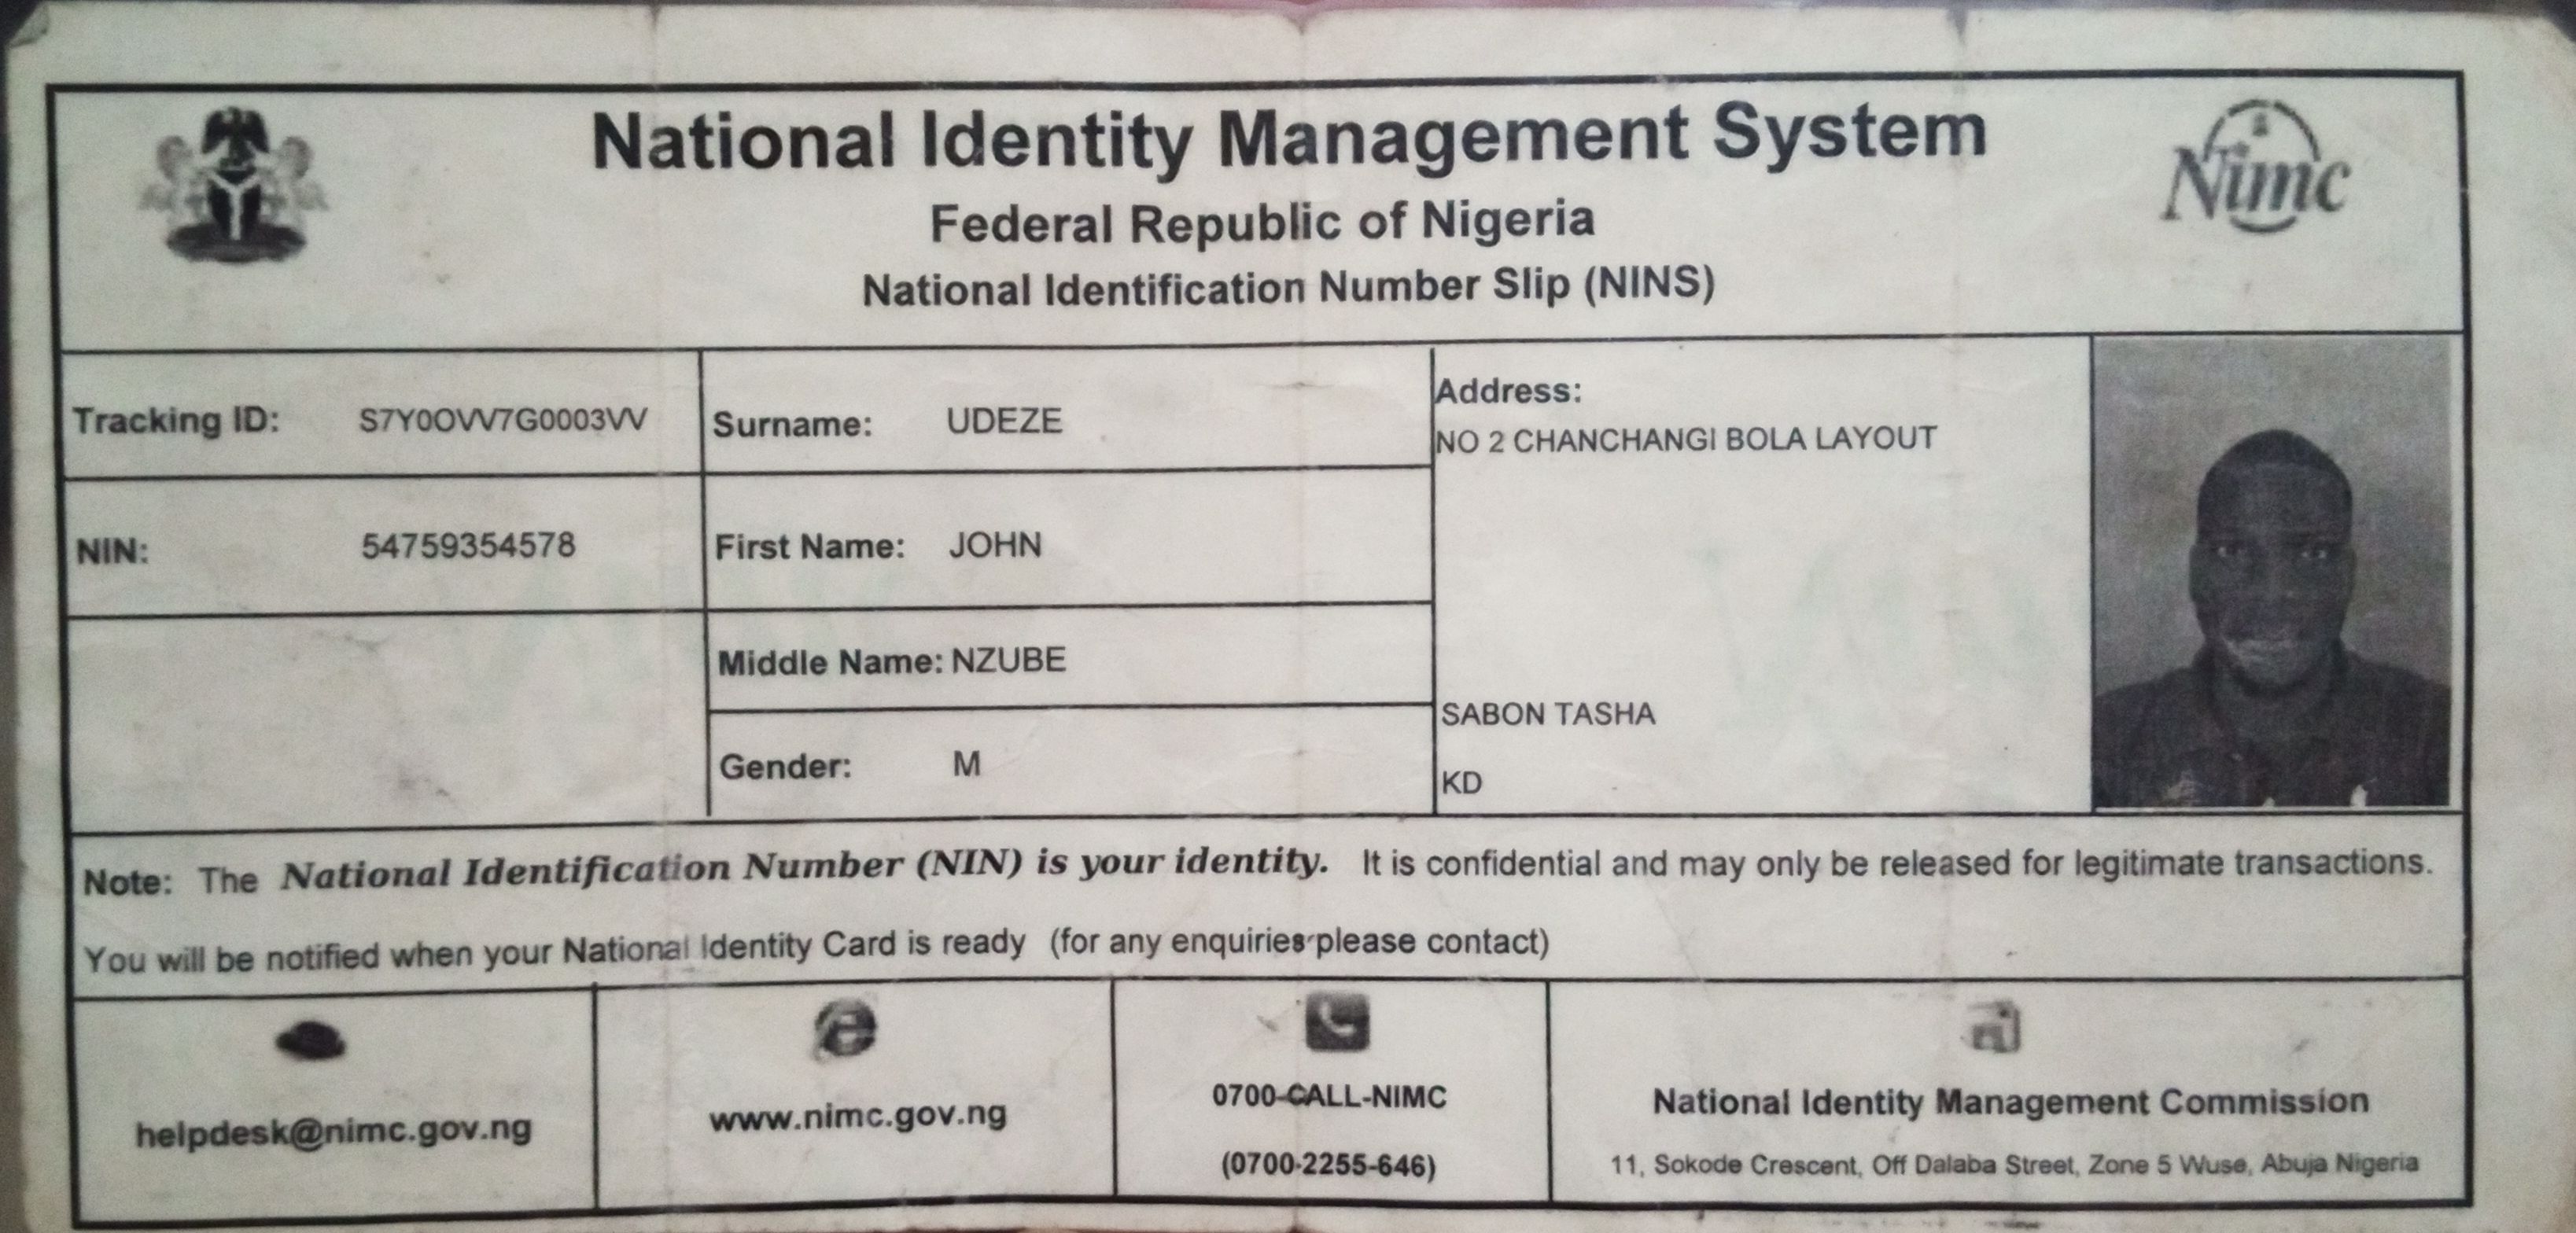 National Identity Management System
Nimc
Federal Republic of Nigeria
National Identification Number Slip (NINS)
Tracking ID: S7Y0OVV7G0003VV
Surname: UDEZE
Address:
NO 2 CHANCHANGI BOLA LAYOUT
NIN: 54759354578
First Name: JOHN
Middle Name: NZUBE
SABON TASHA
Gender: M
KD
Note: The National Identification Number (NIN) is your identity. It is confidential and may only be released for legitimate transactions.
You will be notified when your National Identity Card is ready (for any enquiries please contact)
helpdesk@nimc.gov.ng
www.nimc.gov.ng
0700-CALL-NIMC
(0700-2255-646)
National Identity Management Commission
11, Sokode Crescent, Off Dalaba Street, Zone 5 Wuse, Abuja Nigeria